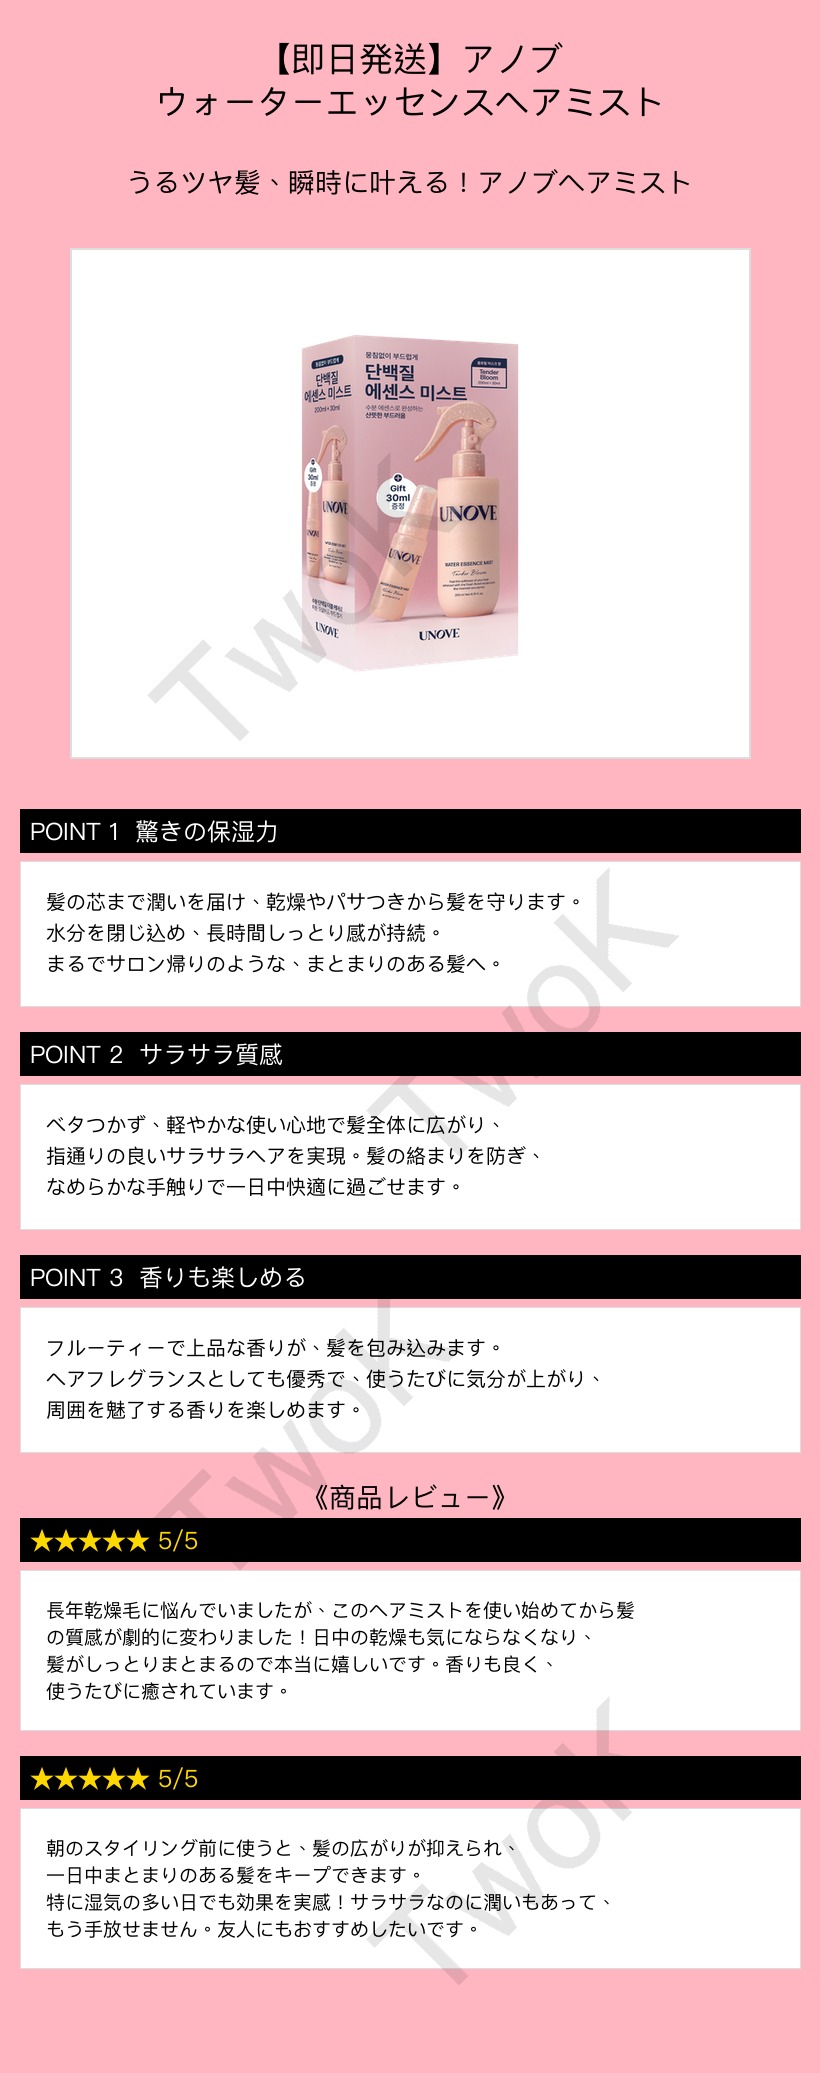 【即日発送】アノブ
ウォーターエッセンスヘアミスト
うるツヤ髪、瞬時に叶える！アノブヘアミスト
뭉침없이 부드럽게
단백질
에센스 미스트
수분 에센스로 완성하는
산뜻한 부드러움
Tender
Bloom
단백질
에센스 미스트
200ml+30ml
Gift
30ml
증정
Gift
30ml
증정
UNOVE
WATER ESSENCE MIST
Tender Bloom
UNOVE
WATER ESSENCE MIST
Tender Bloom
UNOVE
UNOVE
UNOVE
UNOVE
TwoK
POINT 1 驚きの保湿力
髪の芯まで潤いを届け、乾燥やパサつきから髪を守ります。
水分を閉じ込め、長時間しっとり感が持続。
まるでサロン帰りのような、まとまりのある髪へ。
TwoK
POINT 2 サラサラ質感
ベタつかず、軽やかな使い心地で髪全体に広がり、
指通りの良いサラサラヘアを実現。髪の絡まりを防ぎ、
なめらかな手触りで一日中快適に過ごせます。
POINT 3 香りも楽しめる
フルーティーで上品な香りが、髪を包み込みます。
ヘアフレグランスとしても優秀で、使うたびに気分が上がり、
周囲を魅了する香りを楽しめます。
TwoK
《商品レビュー》
★★★★★ 5/5
長年乾燥毛に悩んでいましたが、このヘアミストを使い始めてから髪
の質感が劇的に変わりました！日中の乾燥も気にならなくなり、
髪がしっとりまとまるので本当に嬉しいです。香りも良く、
使うたびに癒されています。
★★★★★ 5/5
朝のスタイリング前に使うと、髪の広がりが抑えられ、
一日中まとまりのある髪をキープできます。
特に湿気の多い日でも効果を実感！サラサラなのに潤いもあって、
もう手放せません。友人にもおすすめしたいです。
TwoK